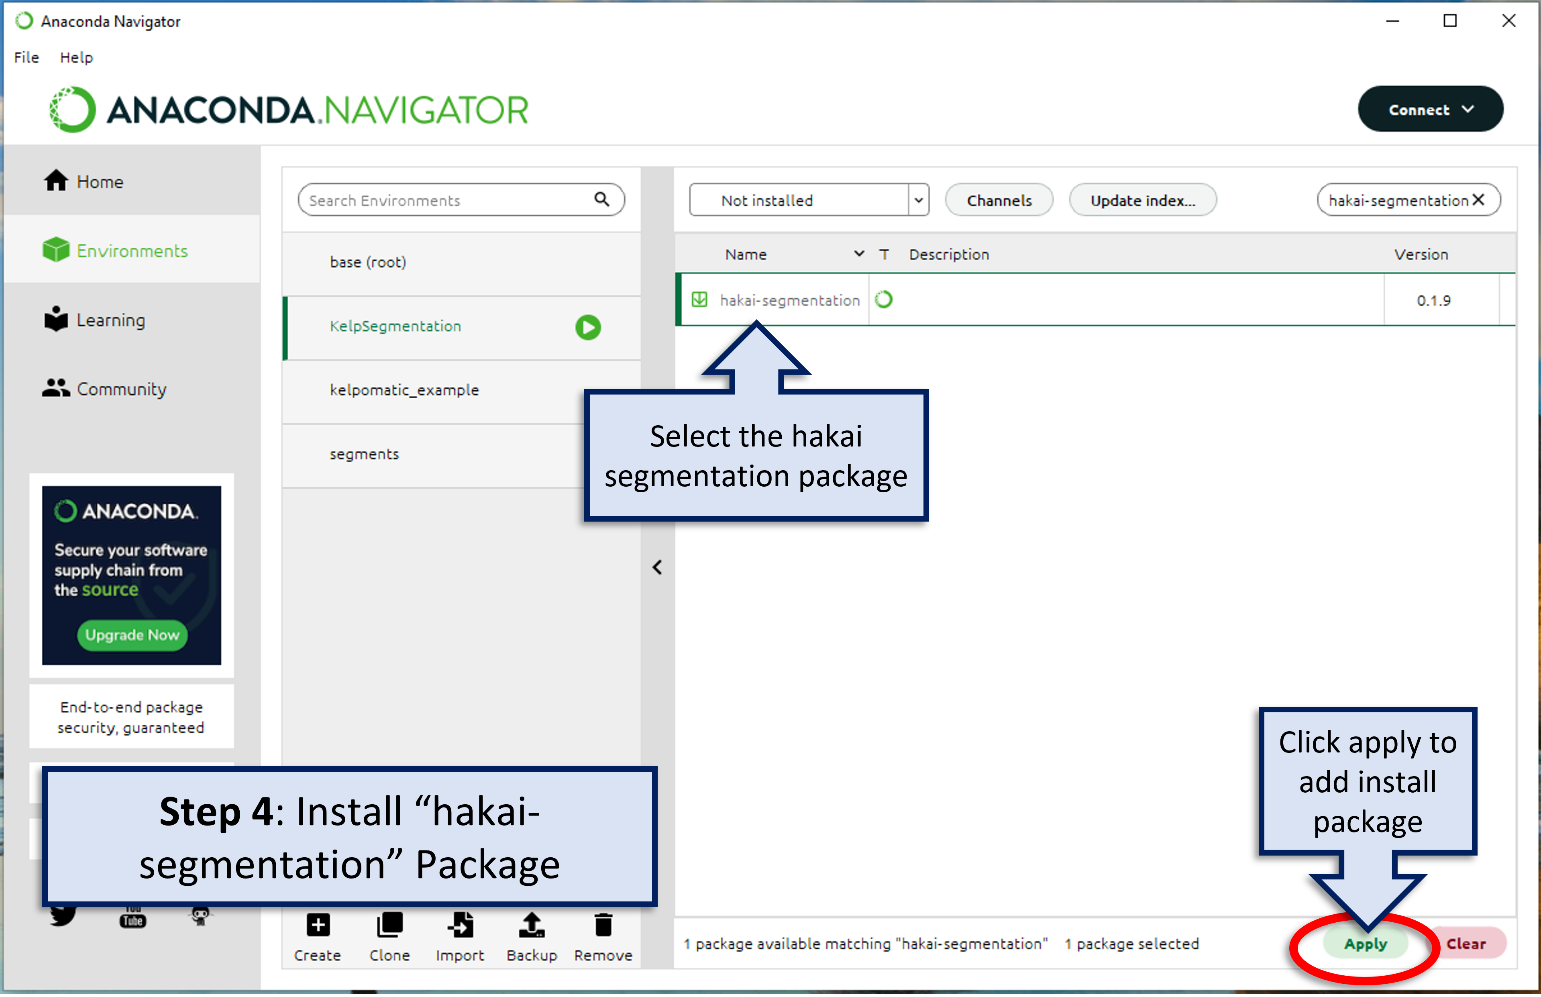 Anaconda Navigator
File Help
ANACONDA.NAVIGATOR
Connect
Home
Environments
Learning
Community
ANACONDA.
Secure your software
supply chain from
the source
Upgrade Now
End-to-end package
security, guaranteed
Search Environments
base (root)
KelpSegmentation
kelpomatic_example
segments
Not installed
Channels
Update index...
hakai-segmentation
Name T Description Version
hakai-segmentation 0.1.9
Select the hakai
segmentation package
Click apply to
add install
package
Step 4: Install “hakai-
segmentation” Package
You
Tube
Create Clone Import Backup Remove
1 package available matching "hakai-segmentation" 1 package selected
Apply
Clear